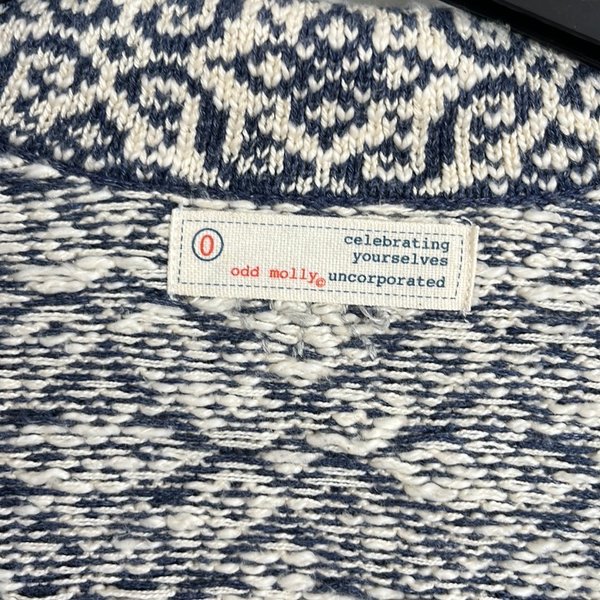 0
celebrating
yourselves
odd molly© uncorporated